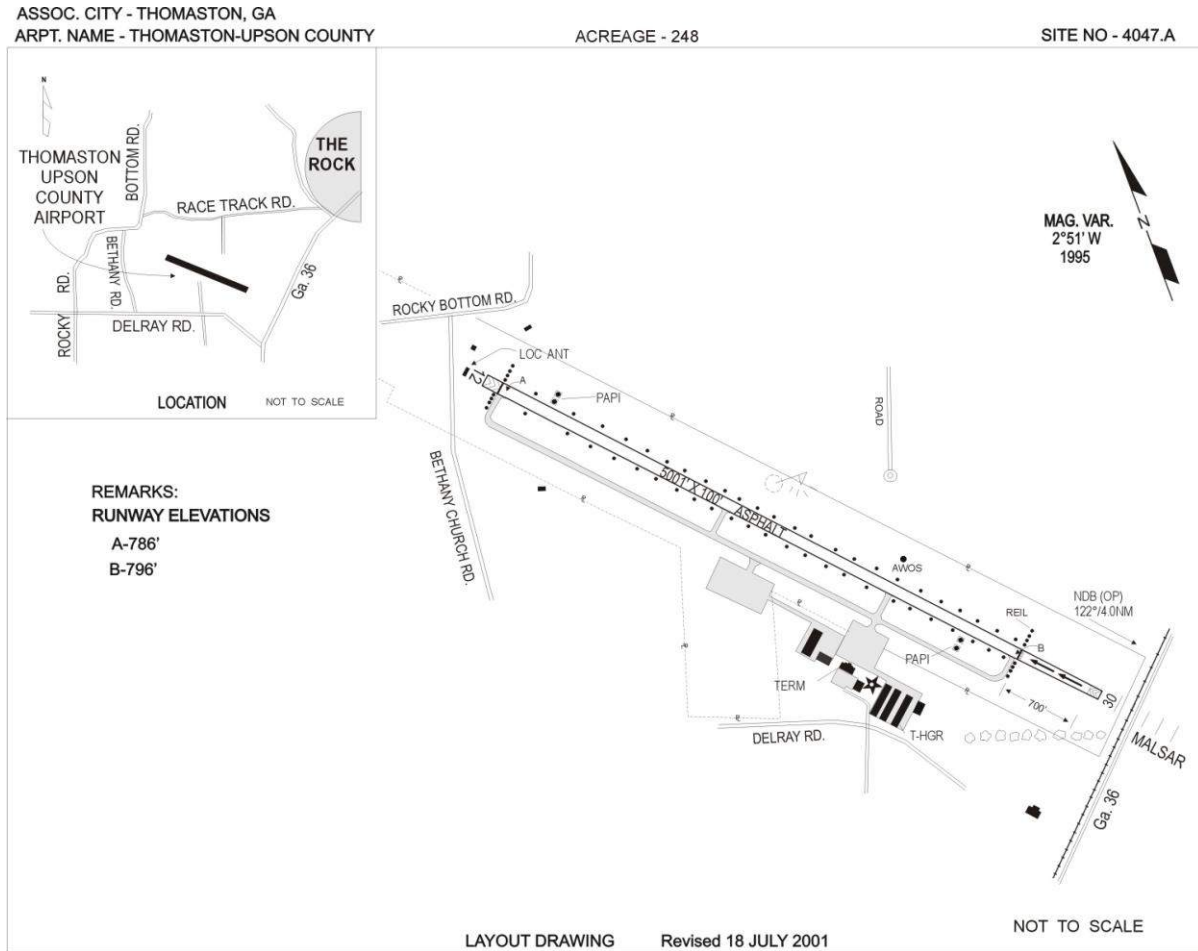 ASSOC. CITY - THOMASTON, GA
ARPT. NAME - THOMASTON-UPSON COUNTY
ACREAGE - 248
SITE NO - 4047.A
N
THOMASTON
UPSON
COUNTY
AIRPORT
BOTTOM RD.
THE
ROCK
RACE TRACK RD.
BETHANY RD.
Ga. 36
ROCKY RD.
DELRAY RD.
LOCATION
NOT TO SCALE
MAG. VAR.
2°51' W
1995
N
ROCKY BOTTOM RD.
LOC ANT
12
A
PAPI
ROAD
BETHANY CHURCH RD.
5001' X 100' ASPHALT
REMARKS:
RUNWAY ELEVATIONS
A-786'
B-796'
AWOS
NDB (OP)
122°/4.0NM
REIL
B
PAPI
TERM
700'
30
T-HGR
DELRAY RD.
MALSAR
Ga. 36
NOT TO SCALE
LAYOUT DRAWING
Revised 18 JULY 2001